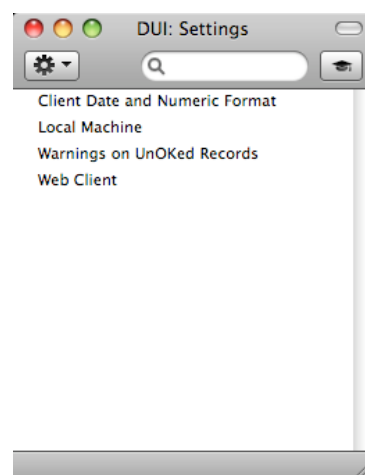 DUI: Settings
Client Date and Numeric Format
Local Machine
Warnings on UnOKed Records
Web Client